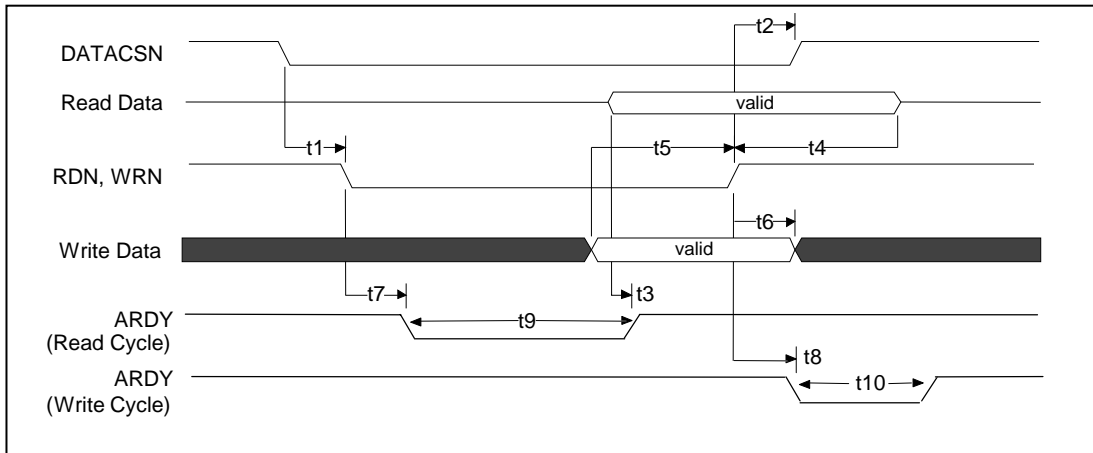 t2
DATACSN
Read Data
valid
t1
t5
t4
RDN, WRN
t6
Write Data
valid
t7
t3
ARDY
(Read Cycle)
t9
t8
ARDY
(Write Cycle)
t10